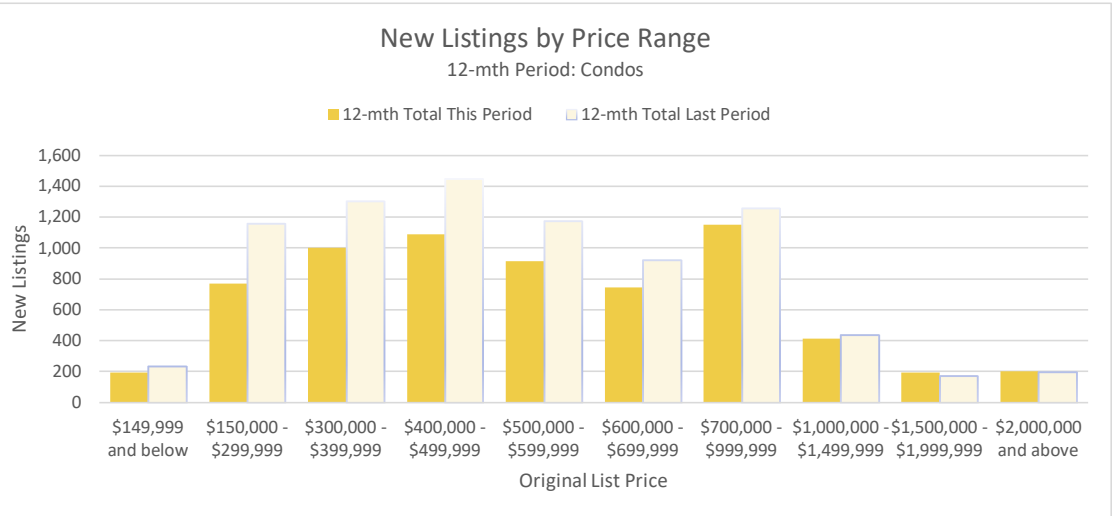 New Listings by Price Range
12-mth Period: Condos
12-mth Total This Period 12-mth Total Last Period
1,600
1,400
1,200
1,000
800
600
400
200
0
New Listings
$149,999 $150,000 - $300,000 - $400,000 - $500,000 - $600,000 - $700,000 - $1,000,000 - $1,500,000 - $2,000,000
and below $299,999 $399,999 $499,999 $599,999 $699,999 $999,999 $1,499,999 $1,999,999 and above
Original List Price